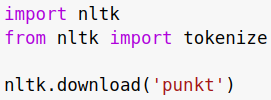 import nltk
from nltk import tokenize
nltk.download('punkt')